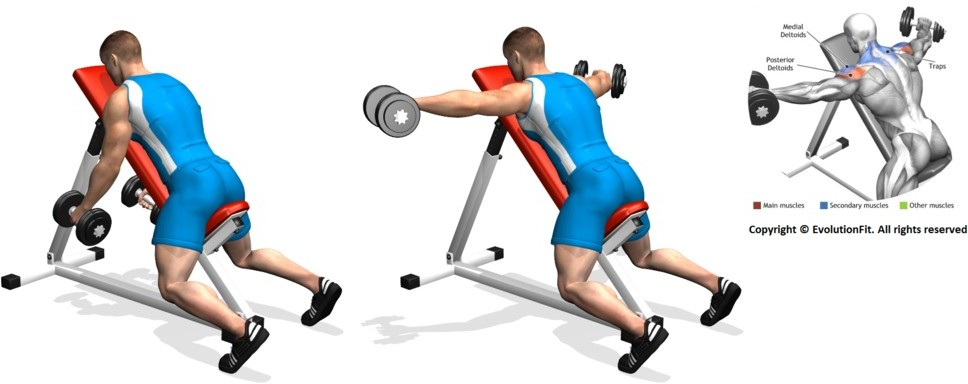 Medial
Deltoids
Posterior
Deltoids
Traps
Main muscles
Secondary muscles
Other muscles
Copyright © EvolutionFit. All rights reserved